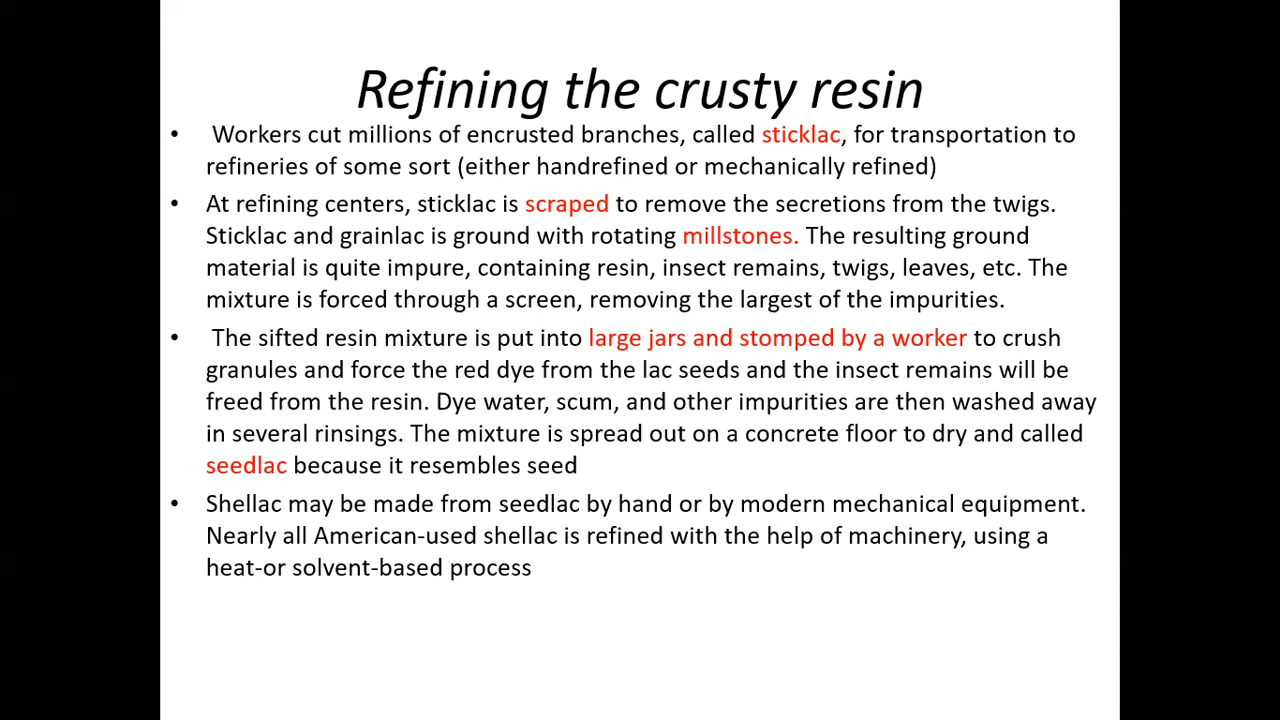 Refining the crusty resin
• Workers cut millions of encrusted branches, called sticklac, for transportation to
refineries of some sort (either handrefined or mechanically refined)
• At refining centers, sticklac is scraped to remove the secretions from the twigs.
Sticklac and grainlac is ground with rotating millstones. The resulting ground
material is quite impure, containing resin, insect remains, twigs, leaves, etc. The
mixture is forced through a screen, removing the largest of the impurities.
• The sifted resin mixture is put into large jars and stomped by a worker to crush
granules and force the red dye from the lac seeds and the insect remains will be
freed from the resin. Dye water, scum, and other impurities are then washed away
in several rinsings. The mixture is spread out on a concrete floor to dry and called
seedlac because it resembles seed
• Shellac may be made from seedlac by hand or by modern mechanical equipment.
Nearly all American-used shellac is refined with the help of machinery, using a
heat-or solvent-based process